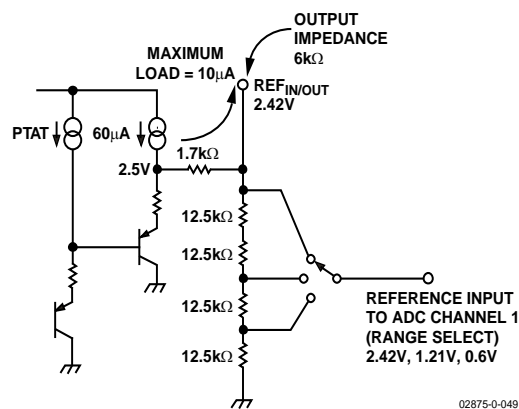 OUTPUT
IMPEDANCE
6kΩ
MAXIMUM
LOAD = 10μA
REFIN/OUT
2.42V
PTAT
60μA
2.5V
1.7kΩ
12.5kΩ
12.5kΩ
12.5kΩ
12.5kΩ
REFERENCE INPUT
TO ADC CHANNEL 1
(RANGE SELECT)
2.42V, 1.21V, 0.6V
02875-0-049